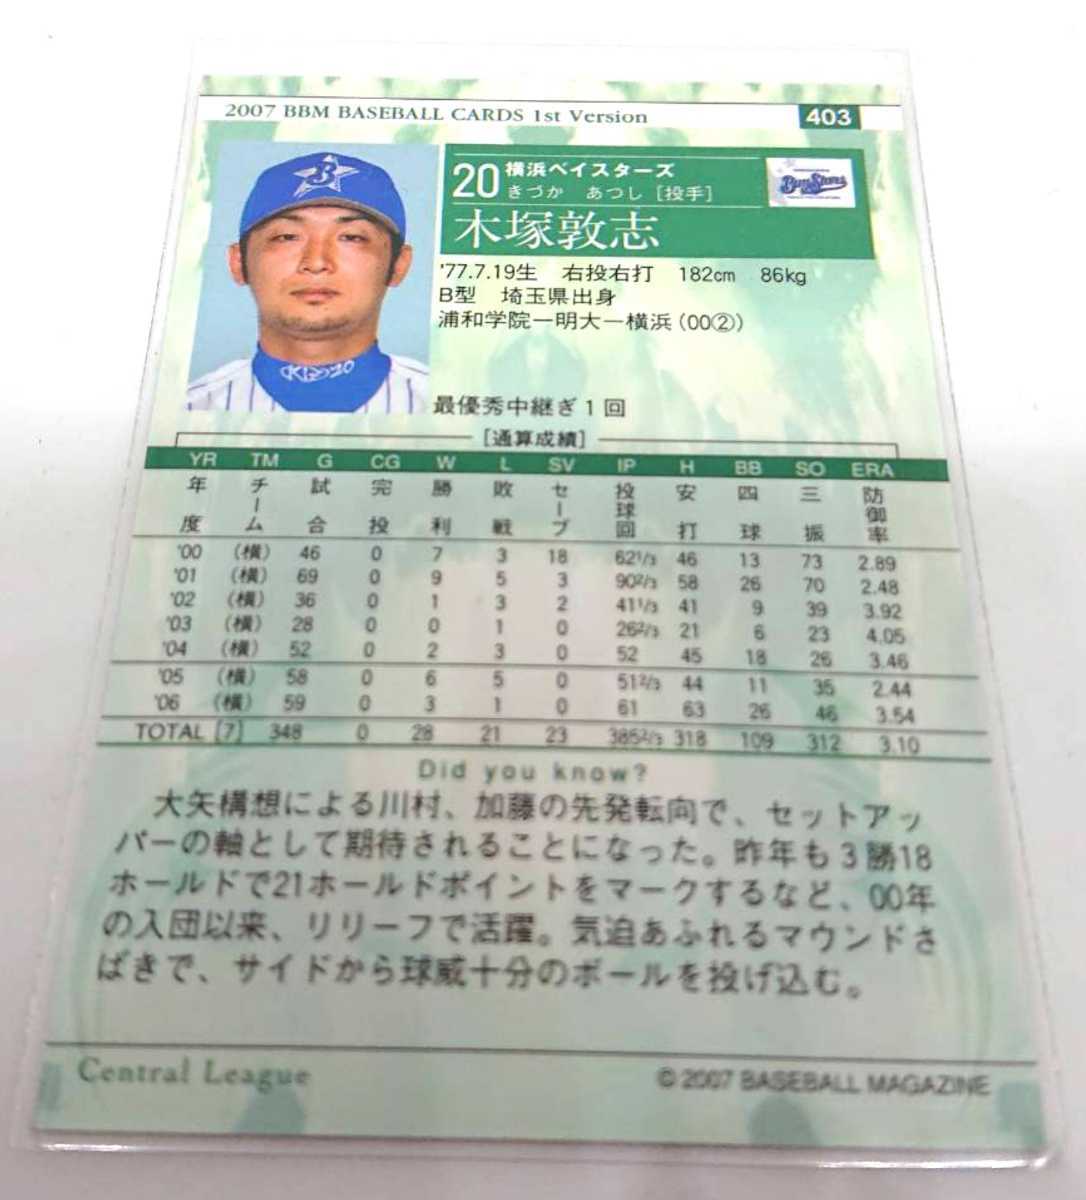 2007 BBM BASEBALL CARDS 1st Version
403
20 横浜ベイスターズ
きづか あつし [投手]
木塚敦志
BayStars
'77.7.19生 右投右打 182cm 86kg
B型 埼玉県出身
浦和学院ー明大ー横浜(00②)
最優秀中継ぎ1回
[通算成績]
YR TM G CG W L SV IP H BB SO ERA
年度 チーム 試合 完投 勝利 敗戦 セーブ 投球回 安打 四球 三振 防御率
'00 (横) 46 0 7 3 18 62 1/3 46 13 73 2.89
'01 (横) 69 0 9 5 3 90 2/3 58 26 70 2.48
'02 (横) 36 0 1 3 2 41 1/3 41 9 39 3.92
'03 (横) 28 0 0 1 0 26 2/3 21 6 23 4.05
'04 (横) 52 0 2 3 0 52 45 18 26 3.46
'05 (横) 58 0 6 5 0 51 2/3 44 11 35 2.44
'06 (横) 59 0 3 1 0 61 63 26 46 3.54
TOTAL [7] 348 0 28 21 23 385 2/3 318 109 312 3.10
Did you know?
大矢構想による川村、加藤の先発転向で、セットアッ
パーの軸として期待されることになった。昨年も3勝18
ホールドで21ホールドポイントをマークするなど、00年
の入団以来、リリーフで活躍。気迫あふれるマウンドさ
ばきで、サイドから球威十分のボールを投げ込む。
Central League
© 2007 BASEBALL MAGAZINE